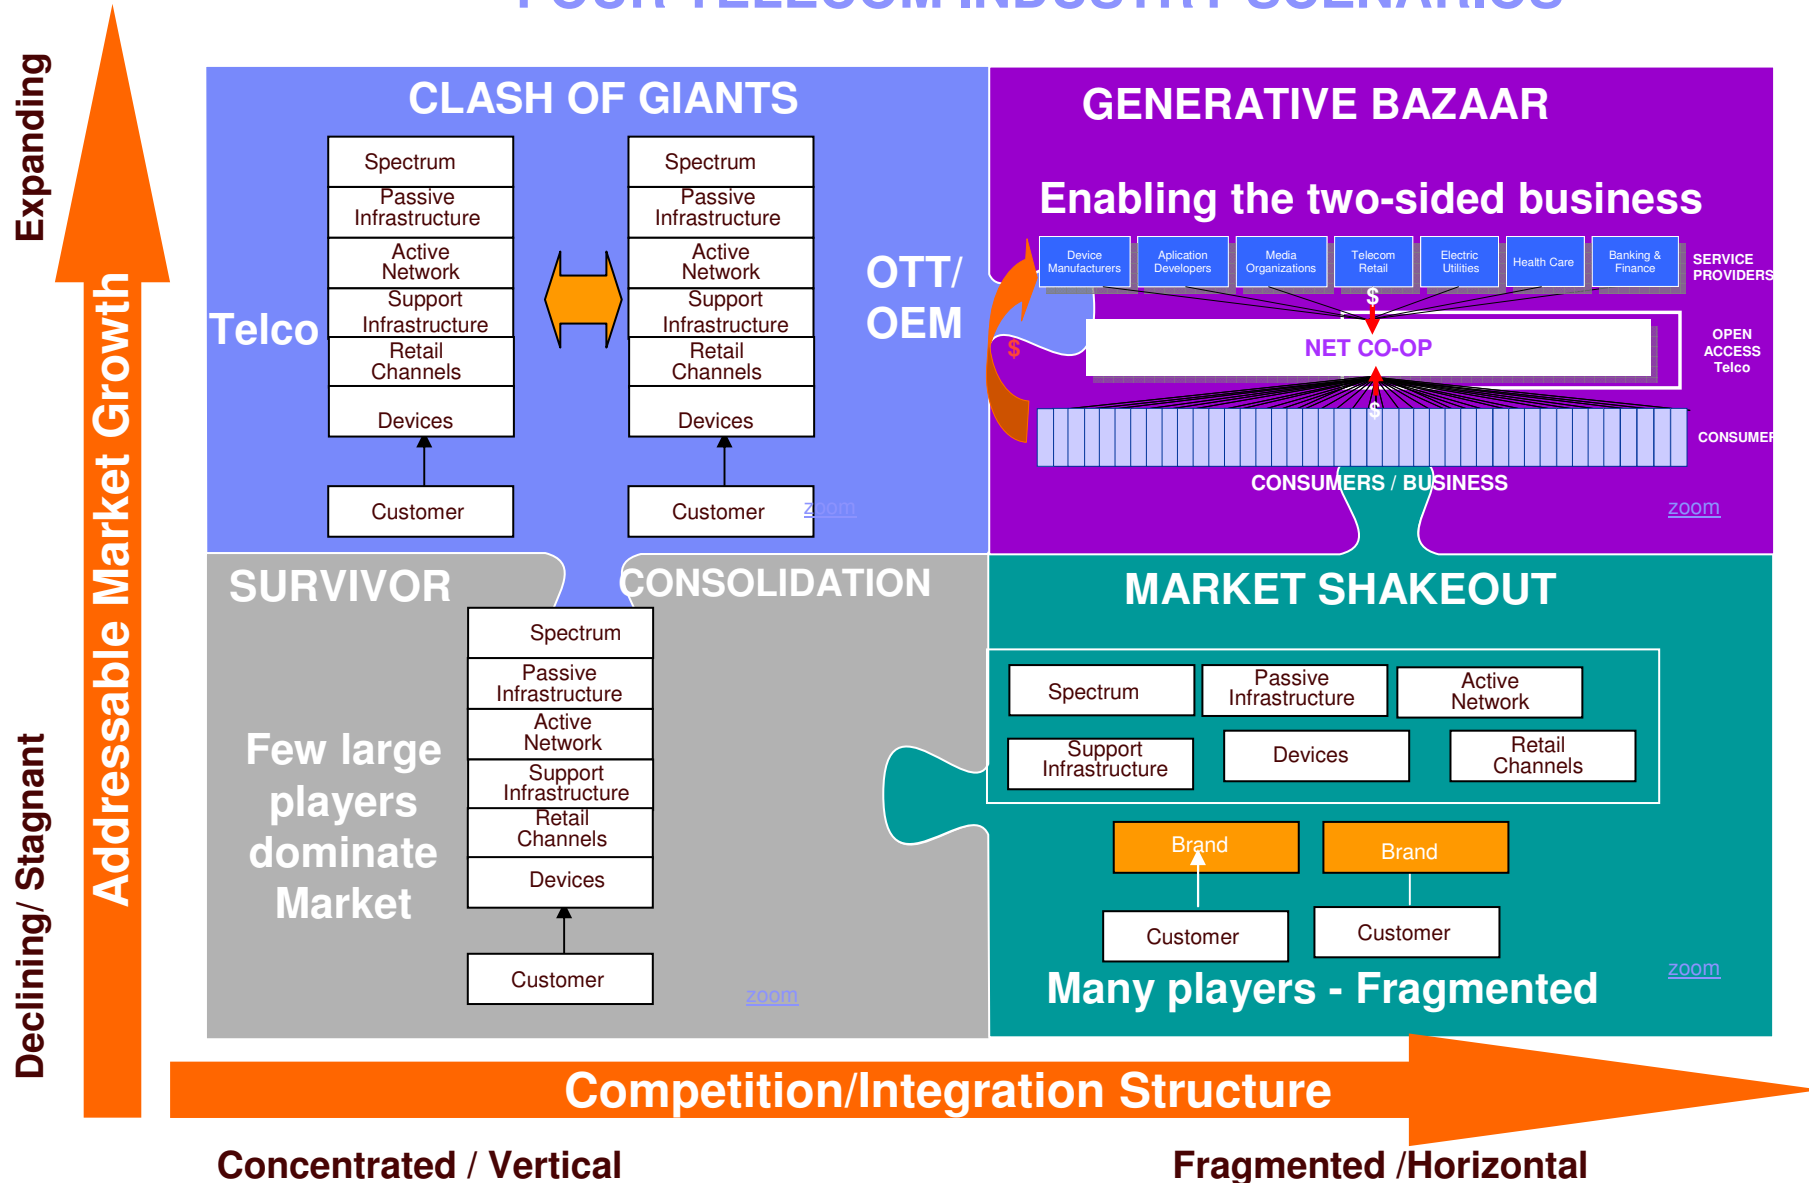 FOUR TELECOM INDUSTRY SCENARIOS
Expanding
Addressable Market Growth
Declining/ Stagnant
CLASH OF GIANTS
Telco
Spectrum
Passive
Infrastructure
Active
Network
Support
Infrastructure
Retail
Channels
Devices
Customer
Spectrum
Passive
Infrastructure
Active
Network
Support
Infrastructure
Retail
Channels
Devices
Customer
OTT/
OEM
zoom
GENERATIVE BAZAAR
Enabling the two-sided business
Device
Manufacturers
Aplication
Developers
Media
Organizations
Telecom
Retail
Electric
Utilities
Health Care
Banking &
Finance
SERVICE
PROVIDERS
$
$
NET CO-OP
OPEN
ACCESS
Telco
$
CONSUMER
CONSUMERS / BUSINESS
zoom
SURVIVOR
CONSOLIDATION
Few large
players
dominate
Market
Spectrum
Passive
Infrastructure
Active
Network
Support
Infrastructure
Retail
Channels
Devices
Customer
zoom
MARKET SHAKEOUT
Spectrum
Passive
Infrastructure
Active
Network
Support
Infrastructure
Devices
Retail
Channels
Brand
Brand
Customer
Customer
zoom
Many players - Fragmented
Competition/Integration Structure
Concentrated / Vertical
Fragmented /Horizontal